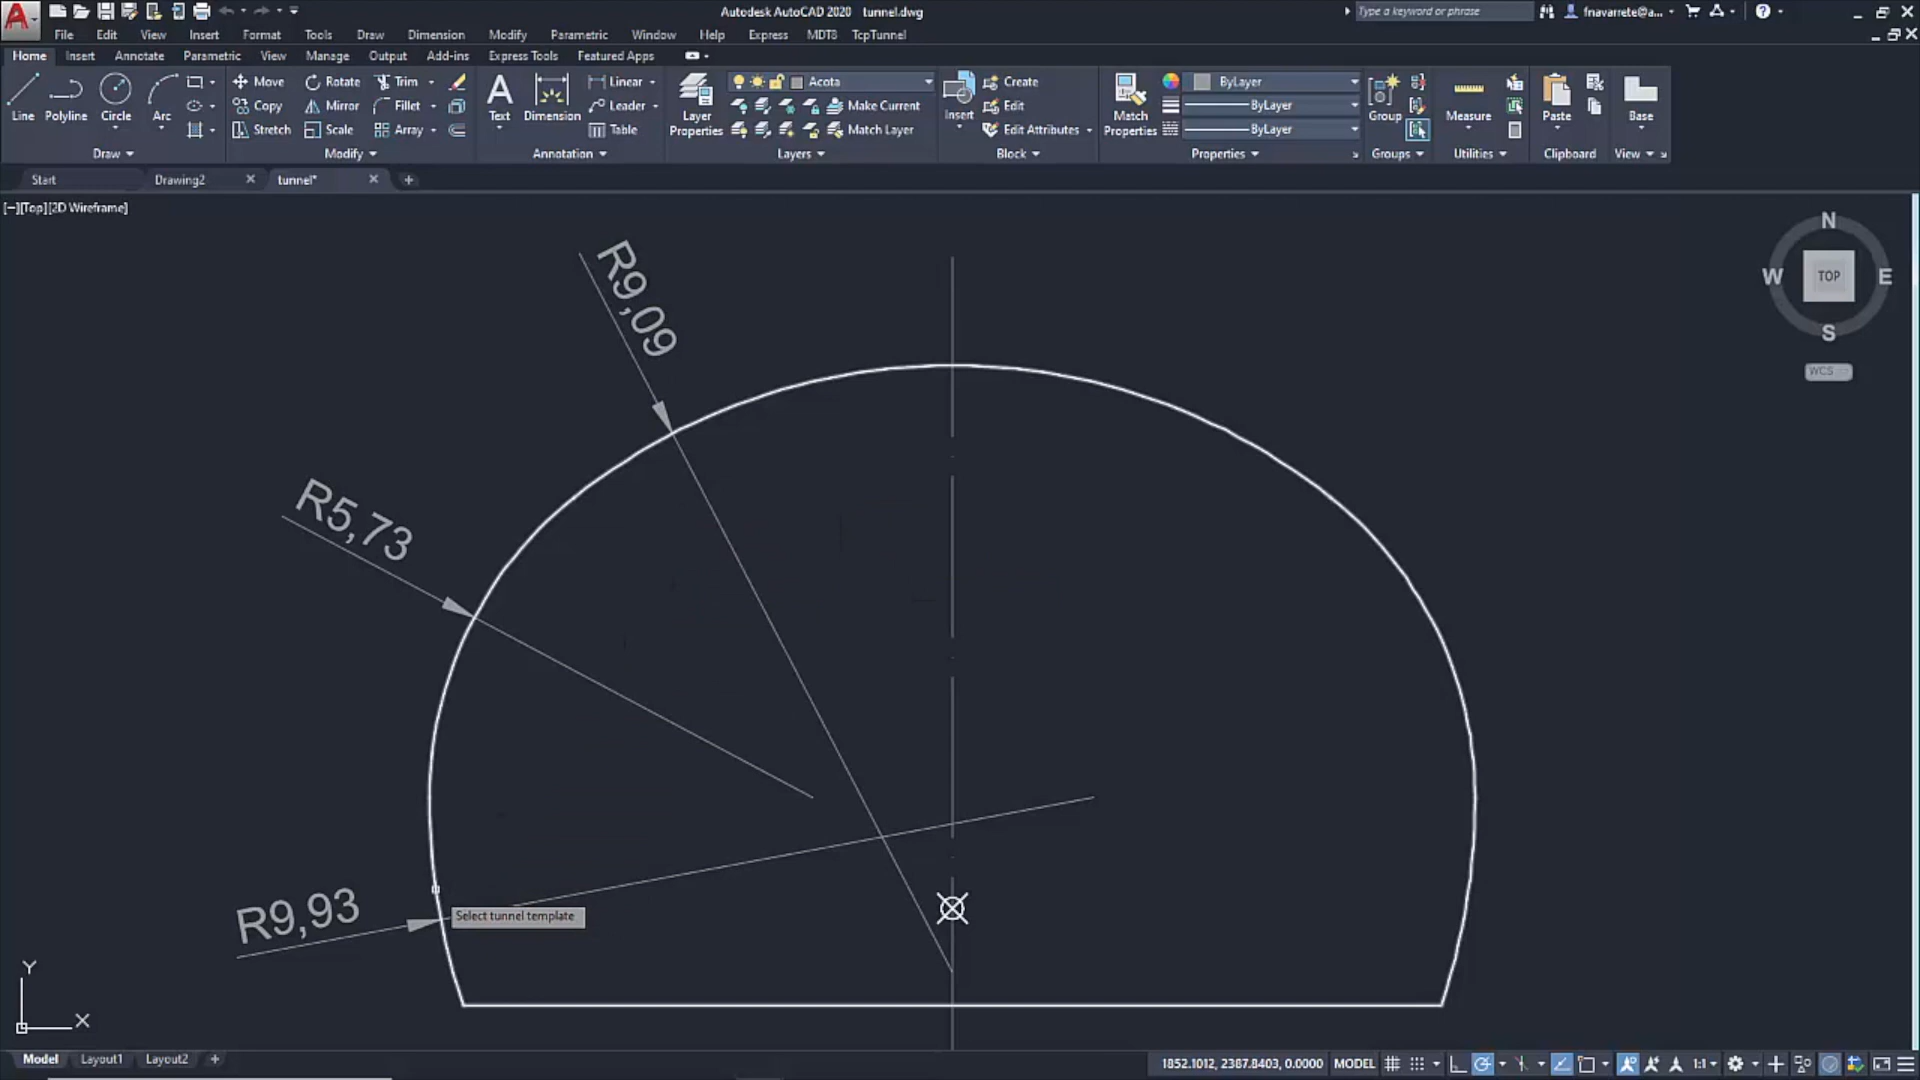 Autodesk AutoCAD 2020 tunnel.dwg
Type a keyword or phrase
fnavarrete@a...
File Edit View Insert Format Tools Draw Dimension Modify Parametric Window Help Express MDT8 TcpTunnel
Home Insert Annotate Parametric View Manage Output Add-ins Express Tools Featured Apps
Line Polyline Circle Arc
Move Rotate Trim
Copy Mirror Fillet
Stretch Scale Array
Text Dimension
Linear
Leader
Table
Layer Properties
Acota
Make Current
Match Layer
Insert
Create
Edit
Edit Attributes
Match Properties
ByLayer
ByLayer
ByLayer
Group
Measure
Paste
Base
Draw Modify Annotation Layers Block Properties Groups Utilities Clipboard View
Start Drawing2 tunnel*
[−][Top][2D Wireframe]
N
W TOP E
S
WCS
R9,09
R5,73
R9,93
Select tunnel template
Y
X
Model Layout1 Layout2
1852.1012, 2387.8403, 0.0000 MODEL 1:1